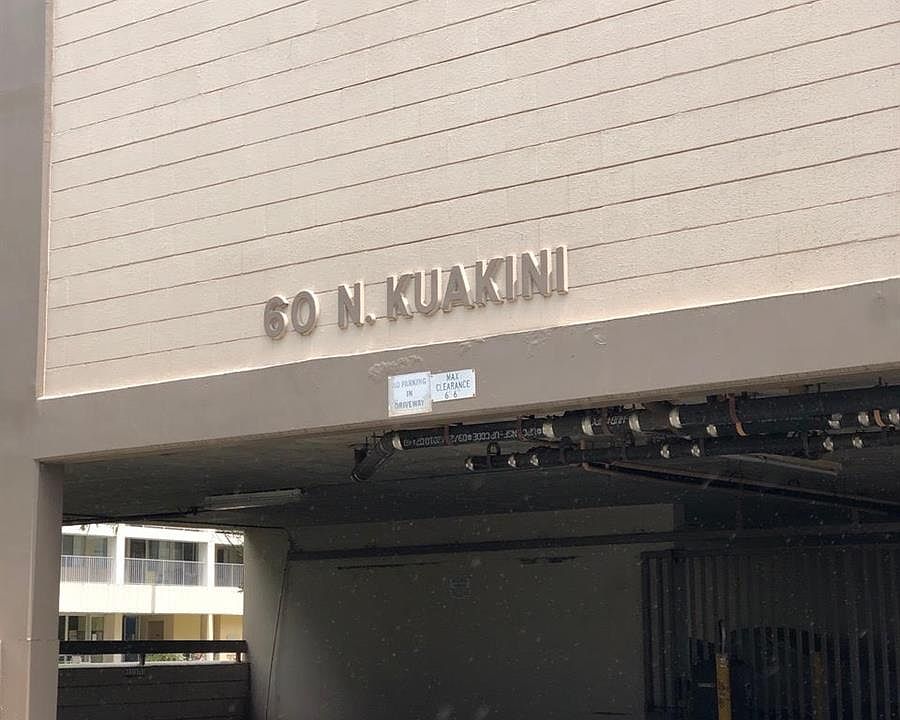 60 N. KUAKINI
NO PARKING
IN
DRIVEWAY
MAX
CLEARANCE
6'6"